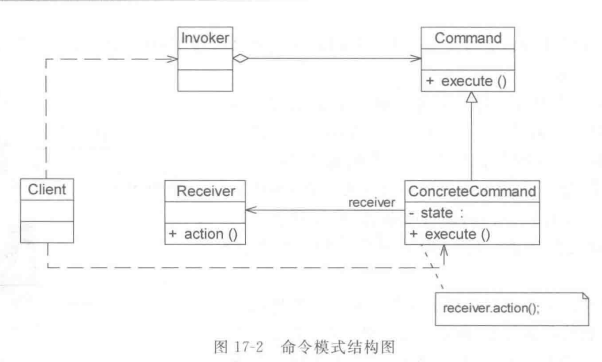 Invoker
Command
+ execute ()
Client
Receiver
+ action ()
receiver
ConcreteCommand
- state :
+ execute ()
receiver.action();
图 17-2 命令模式结构图